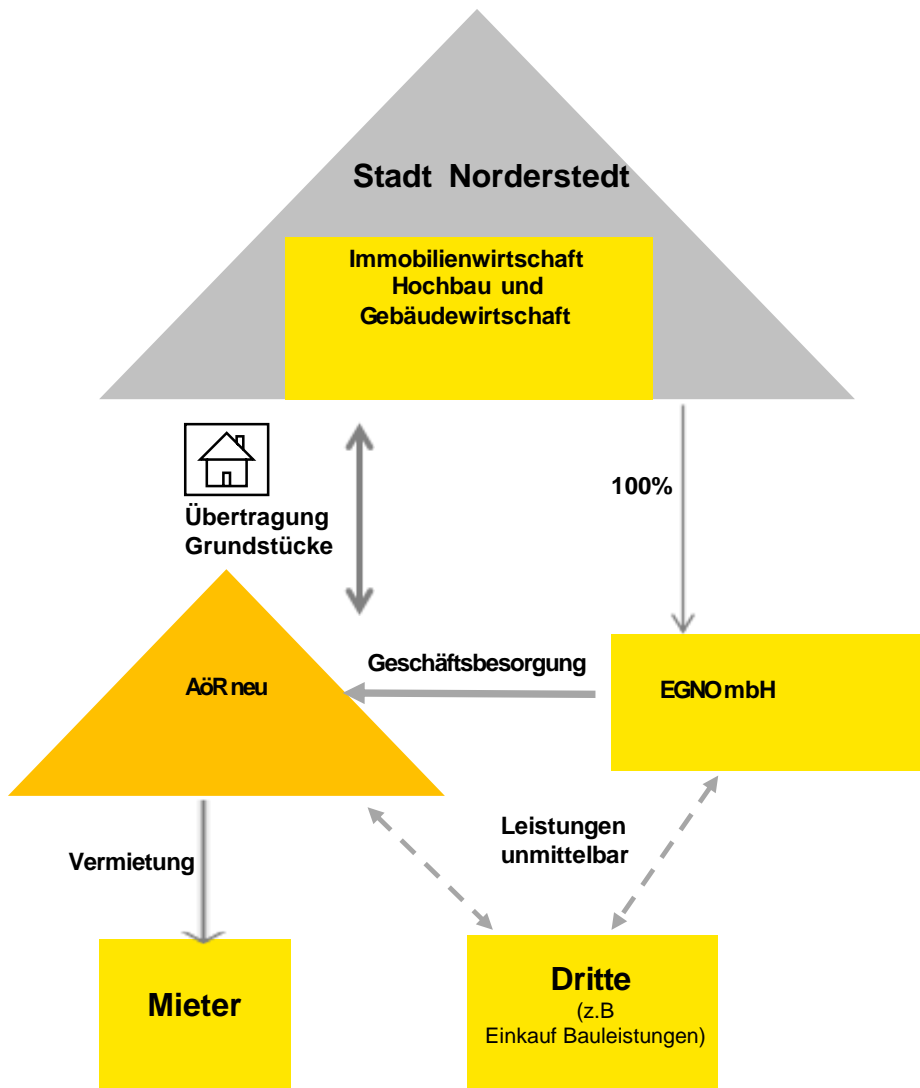 Stadt Norderstedt
Immobilienwirtschaft
Hochbau und
Gebäudewirtschaft
100%
Übertragung
Grundstücke
Geschäftsbesorgung
AöR neu
EGNO mbH
Leistungen
unmittelbar
Vermietung
Mieter
Dritte
(z.B
Einkauf Bauleistungen)